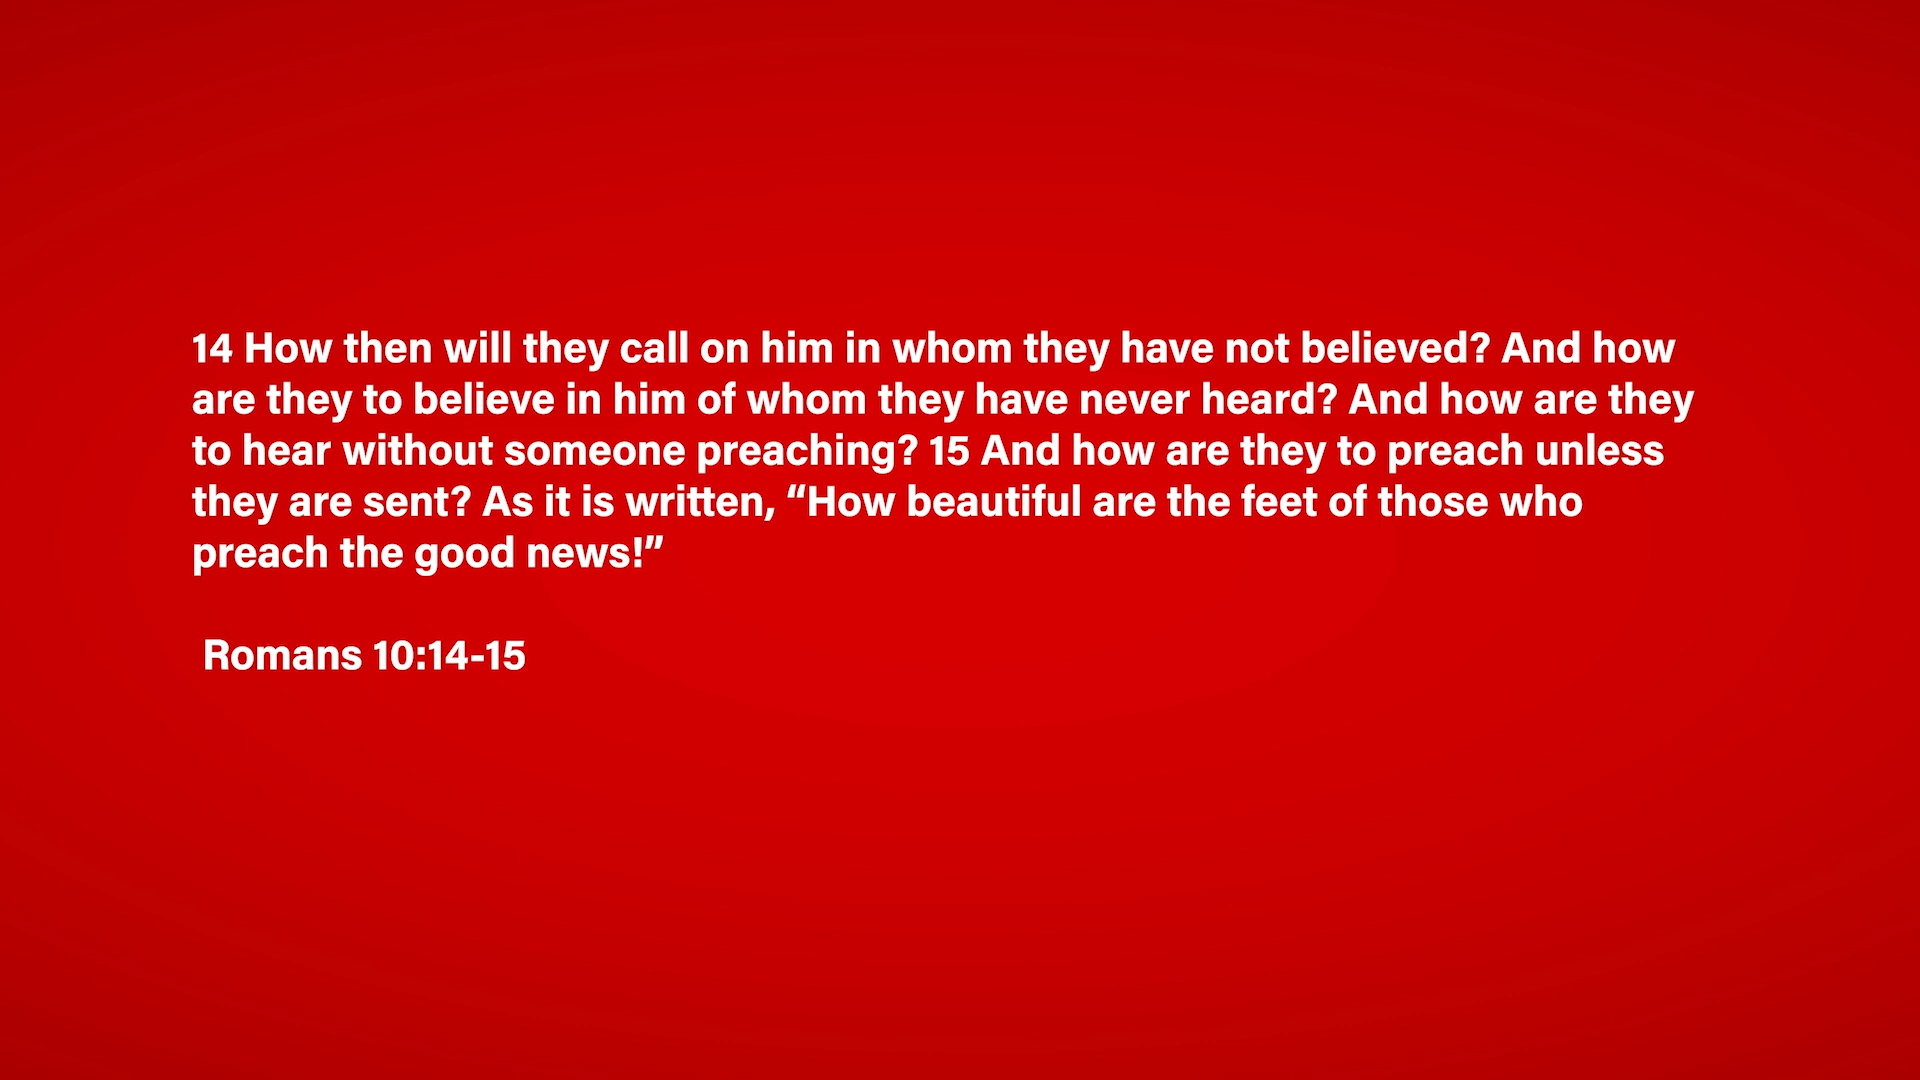 14 How then will they call on him in whom they have not believed? And how
are they to believe in him of whom they have never heard? And how are they
to hear without someone preaching? 15 And how are they to preach unless
they are sent? As it is written, “How beautiful are the feet of those who
preach the good news!”
Romans 10:14-15